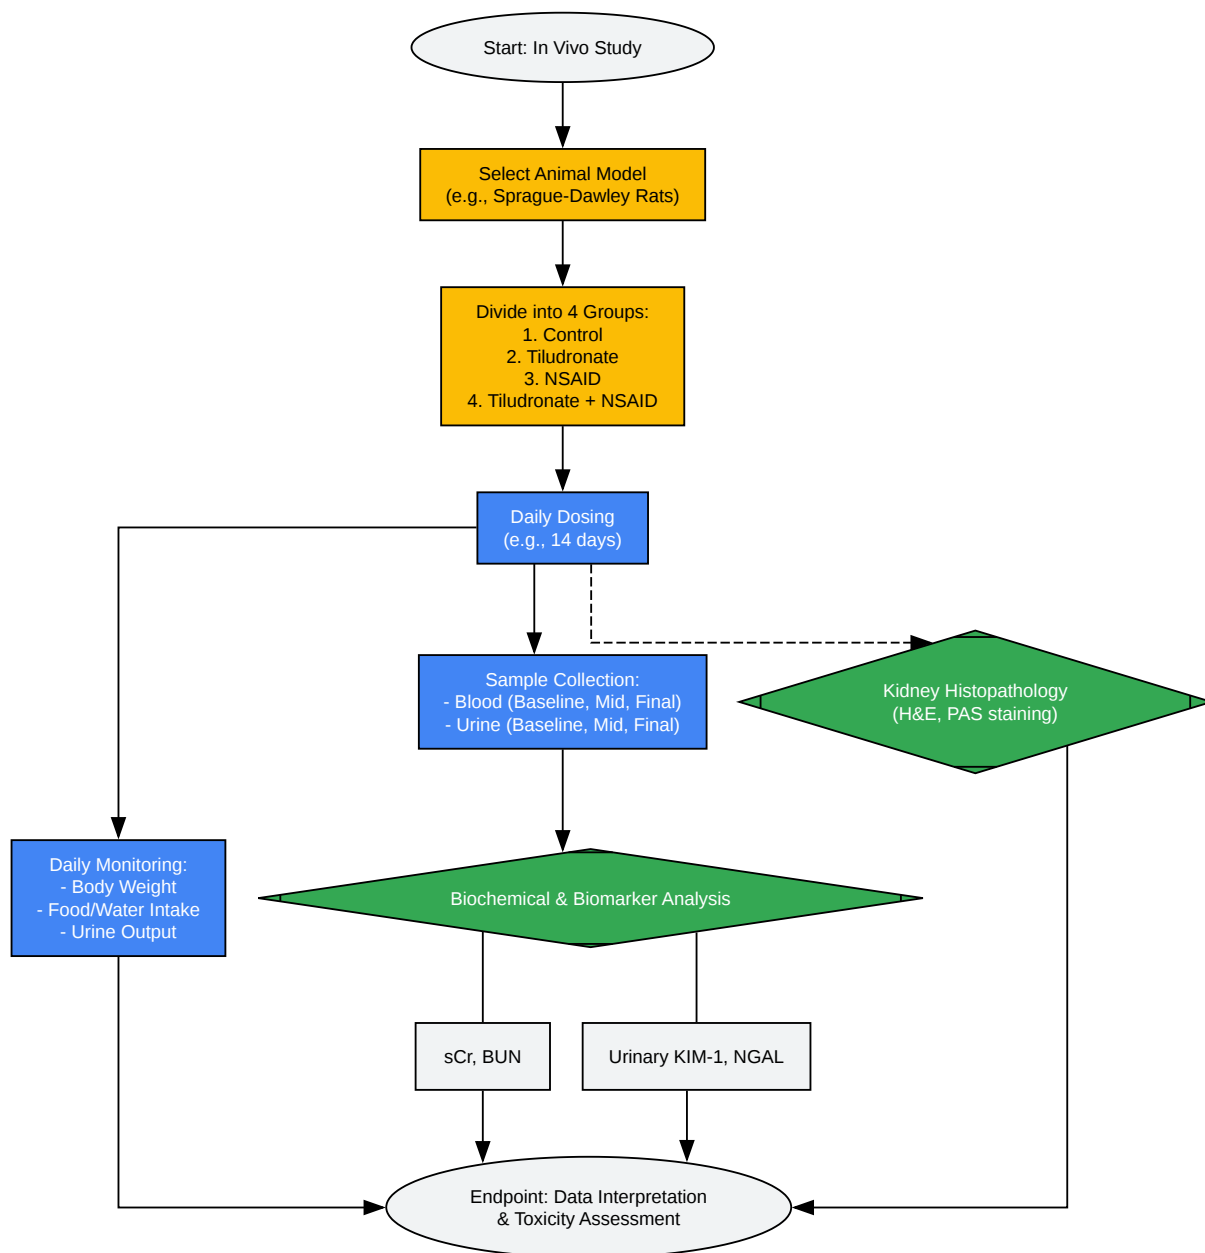 Start: In Vivo Study
Select Animal Model
(e.g., Sprague-Dawley Rats)
Divide into 4 Groups:
1. Control
2. Tiludronate
3. NSAID
4. Tiludronate + NSAID
Daily Dosing
(e.g., 14 days)
Sample Collection:
- Blood (Baseline, Mid, Final)
- Urine (Baseline, Mid, Final)
Kidney Histopathology
(H&E, PAS staining)
Daily Monitoring:
- Body Weight
- Food/Water Intake
- Urine Output
Biochemical & Biomarker Analysis
sCr, BUN
Urinary KIM-1, NGAL
Endpoint: Data Interpretation
& Toxicity Assessment